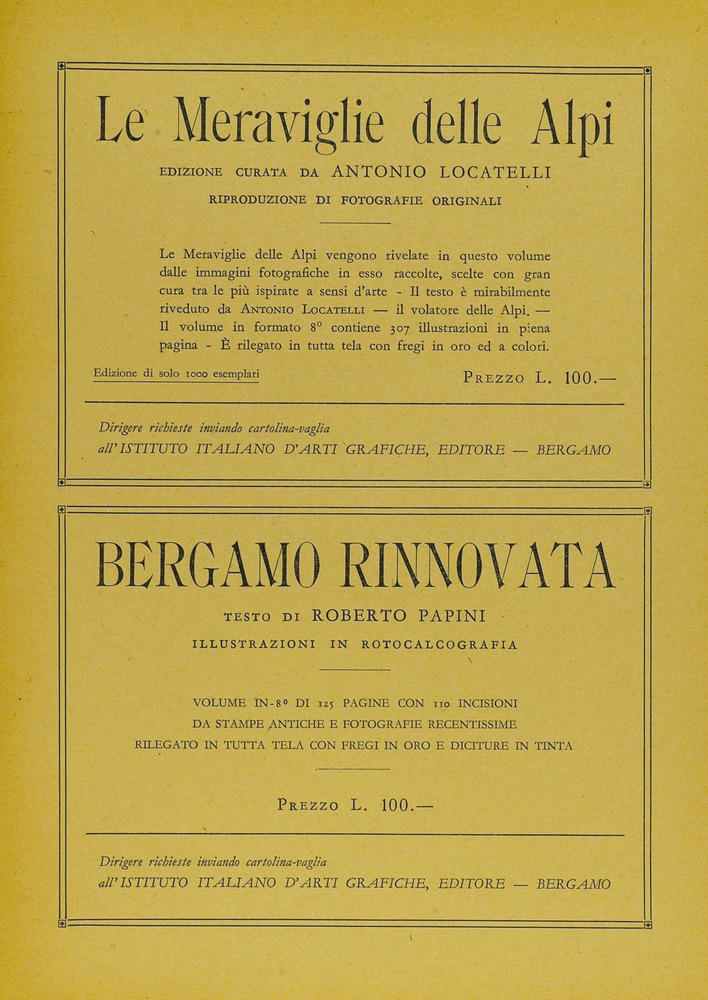 Le Meraviglie delle Alpi
EDIZIONE CURATA DA ANTONIO LOCATELLI
RIPRODUZIONE DI FOTOGRAFIE ORIGINALI
Le Meraviglie delle Alpi vengono rivelate in questo volume
dalle immagini fotografiche in esso raccolte, scelte con gran
cura tra le più ispirate a sensi d'arte - Il testo è mirabilmente
riveduto da ANTONIO LOCATELLI — il volatore delle Alpi. —
Il volume in formato 8º contiene 307 illustrazioni in piena
pagina - È rilegato in tutta tela con fregi in oro ed a colori.
Edizione di solo 1000 esemplari
PREZZO L. 100.—
Dirigere richieste inviando cartolina-vaglia
all'ISTITUTO ITALIANO D'ARTI GRAFICHE, EDITORE — BERGAMO
BERGAMO RINNOVATA
TESTO DI ROBERTO PAPINI
ILLUSTRAZIONI IN ROTOCALCOGRAFIA
VOLUME IN-8º DI 125 PAGINE CON 110 INCISIONI
DA STAMPE ANTICHE E FOTOGRAFIE RECENTISSIME
RILEGATO IN TUTTA TELA CON FREGI IN ORO E DICITURE IN TINTA
PREZZO L. 100.—
Dirigere richieste inviando cartolina-vaglia
all'ISTITUTO ITALIANO D'ARTI GRAFICHE, EDITORE — BERGAMO